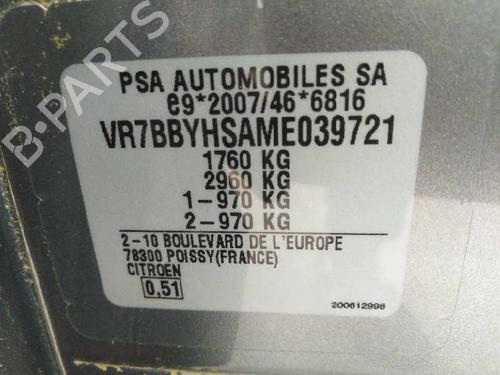 PSA AUTOMOBILES SA
e9*2007/46*6816
VR7BBYHSAME039721
1760 KG
2960 KG
1-970 KG
2-970 KG
2-10 BOULEVARD DE L'EUROPE
78300 POISSY(FRANCE)
CITROEN
0,51
200612998